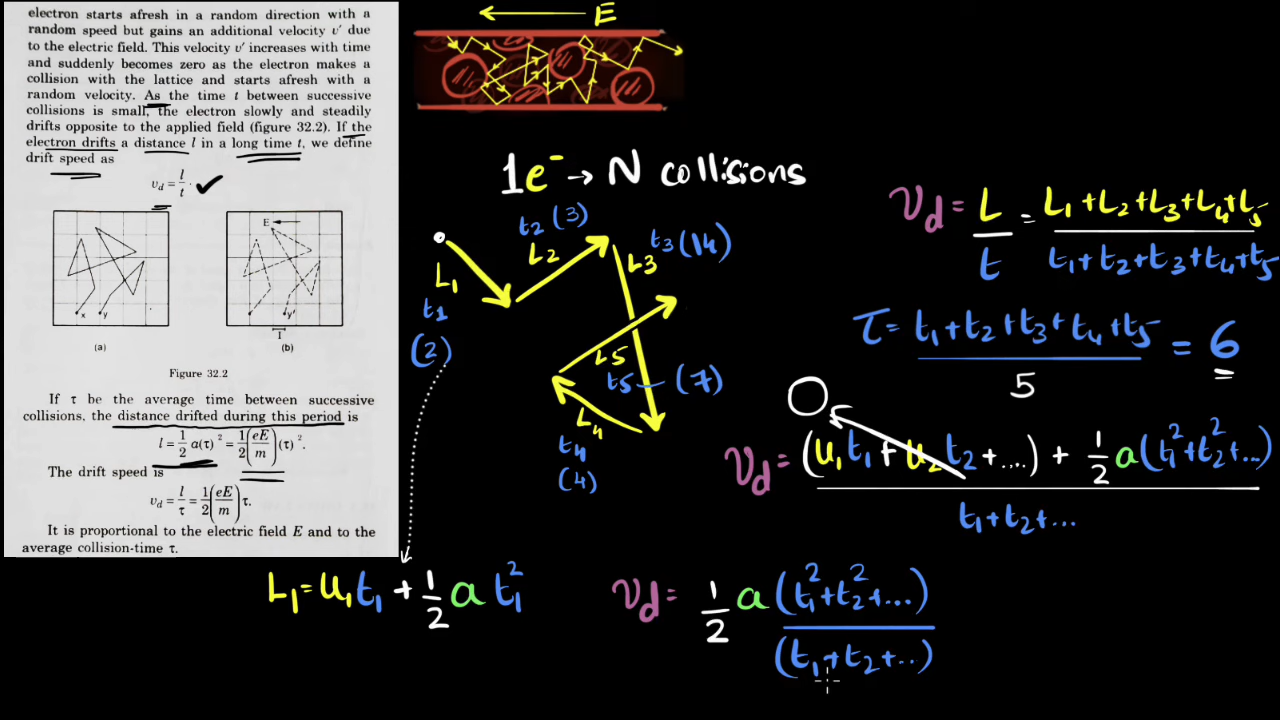 electron starts afresh in a random direction with a
random speed but gains an additional velocity v′ due
to the electric field. This velocity v′ increases with time
and suddenly becomes zero as the electron makes a
collision with the lattice and starts afresh with a
random velocity. As the time t between successive
collisions is small, the electron slowly and steadily
drifts opposite to the applied field (figure 32.2). If the
electron drifts a distance l in a long time t, we define
drift speed as
v_d = l/t ·
E
x y
(a)
E
y′
l
(b)
Figure 32.2
If τ be the average time between successive
collisions, the distance drifted during this period is
l = 1/2 a(τ)² = 1/2 (eE/m)(τ)².
The drift speed is
v_d = l/τ = 1/2 (eE/m) τ.
It is proportional to the electric field E and to the
average collision-time τ.
E
1e⁻ → N collisions
t2 (3)
L2
t3 (14)
L3
L1
t1
(2)
L5
t5 (7)
L4
t4
(4)
v_d = L/t = (L1+L2+L3+L4+L5)/(t1+t2+t3+t4+t5)
τ = (t1+t2+t3+t4+t5)/5 = 6
O
v_d = ((u1t1 + u2t2 + ....) + 1/2 a(t1²+t2²+...))/(t1+t2+...)
L1 = u1t1 + 1/2 a t1²
v_d = 1/2 a (t1²+t2²+...)/(t1+t2+..)